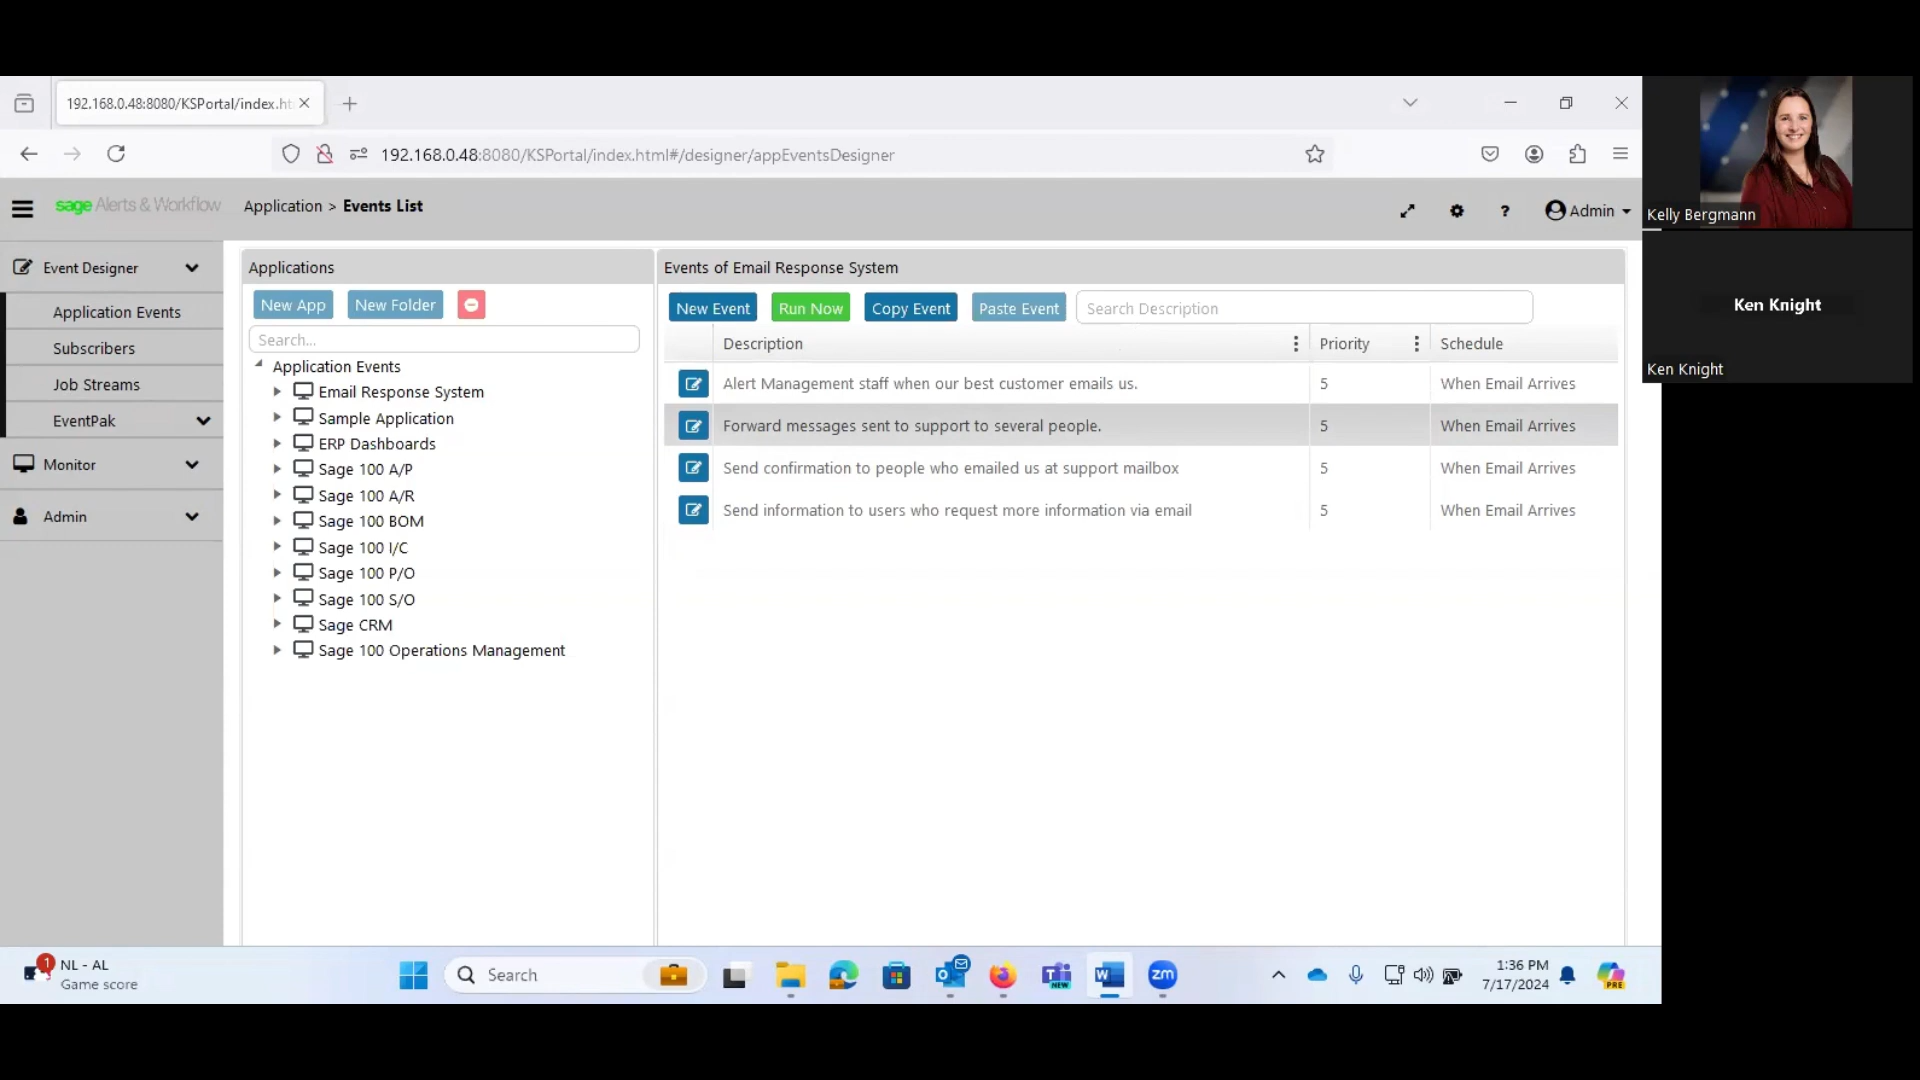 192.168.0.48:8080/KSPortal/index.ht
192.168.0.48:8080/KSPortal/index.html#/designer/appEventsDesigner
sage Alerts & Workflow
Application > Events List
Admin
Event Designer
Application Events
Subscribers
Job Streams
EventPak
Monitor
Admin
Applications
New App
New Folder
Search...
Application Events
Email Response System
Sample Application
ERP Dashboards
Sage 100 A/P
Sage 100 A/R
Sage 100 BOM
Sage 100 I/C
Sage 100 P/O
Sage 100 S/O
Sage CRM
Sage 100 Operations Management
Events of Email Response System
New Event
Run Now
Copy Event
Paste Event
Search Description
Description Priority Schedule
Alert Management staff when our best customer emails us. 5 When Email Arrives
Forward messages sent to support to several people. 5 When Email Arrives
Send confirmation to people who emailed us at support mailbox 5 When Email Arrives
Send information to users who request more information via email 5 When Email Arrives
Kelly Bergmann
Ken Knight
Ken Knight
1
NL - AL
Game score
Search
NEW
W
zm
1:36 PM
7/17/2024
PRE